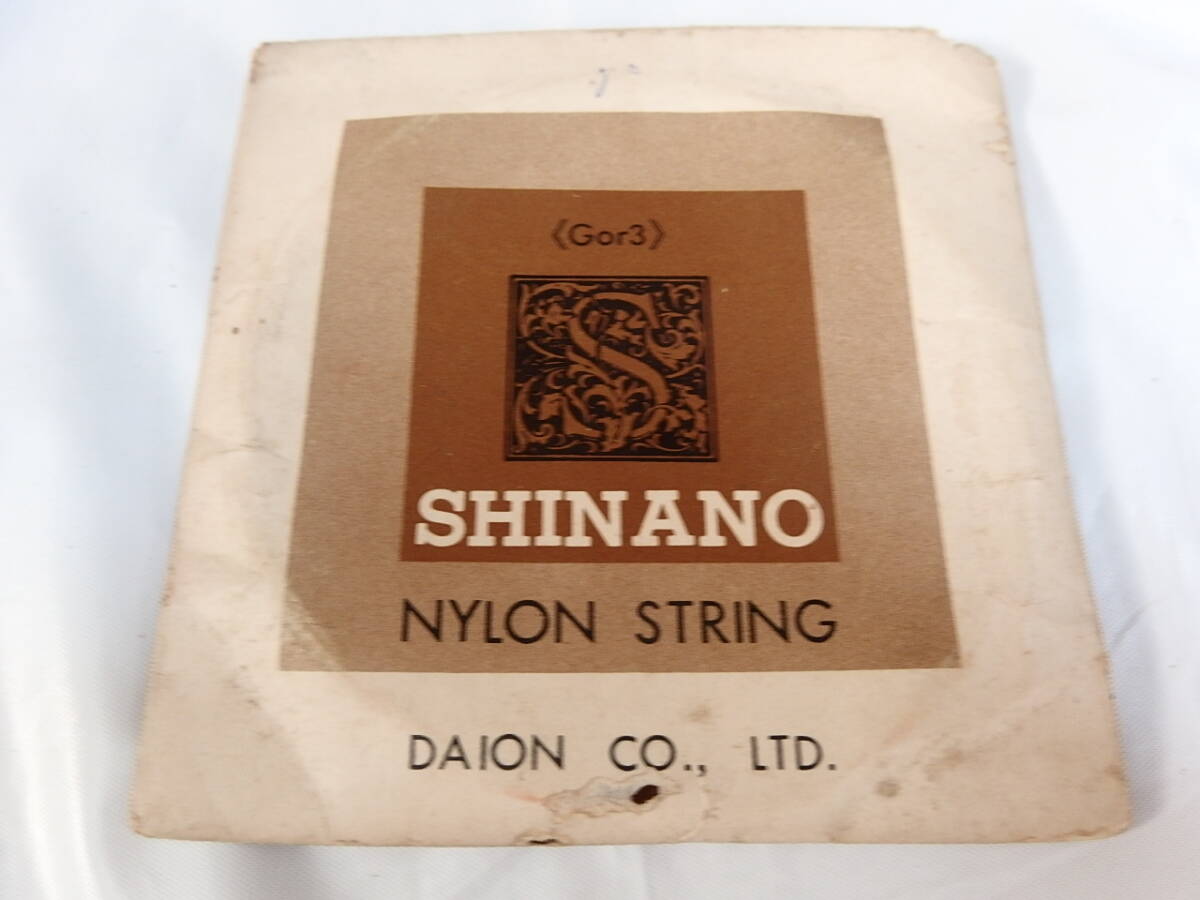 《Gor3》
S
SHINANO
NYLON STRING
DAION CO., LTD.